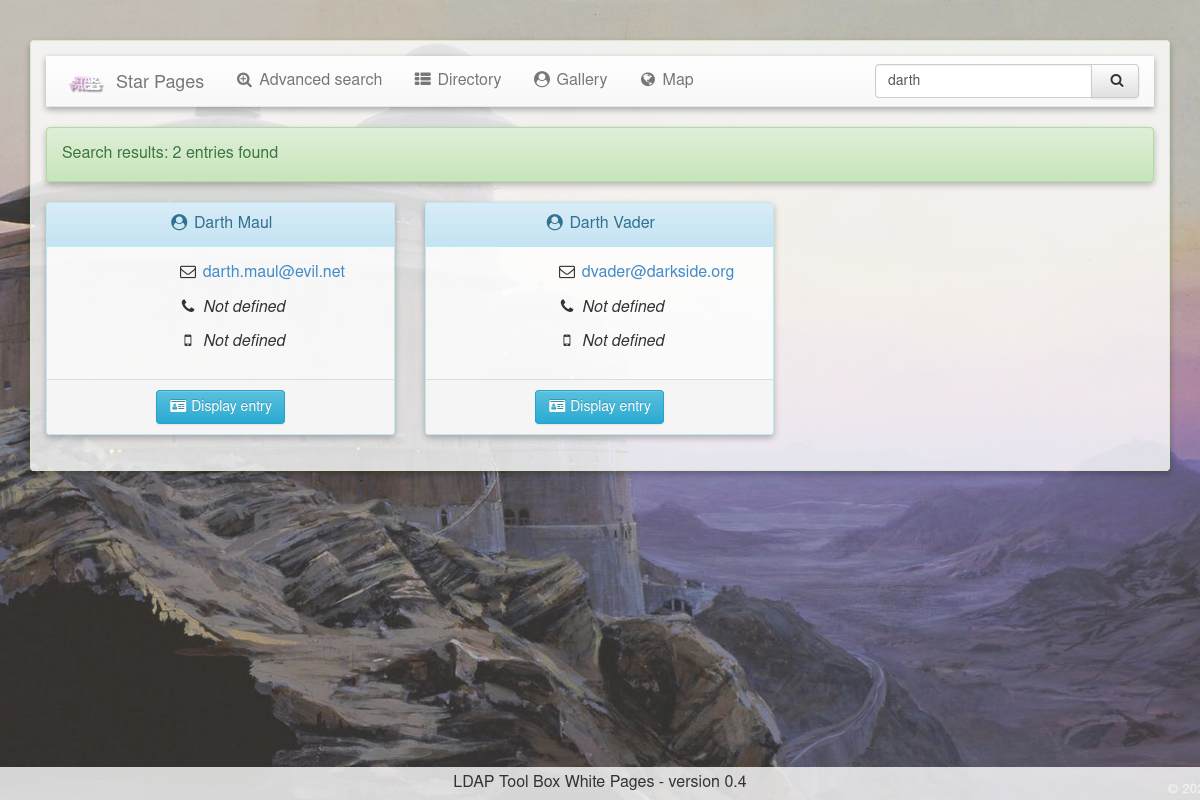 STAR PAGES
Star Pages
Advanced search
Directory
Gallery
Map
darth
Search results: 2 entries found
Darth Maul
darth.maul@evil.net
Not defined
Not defined
Display entry
Darth Vader
dvader@darkside.org
Not defined
Not defined
Display entry
LDAP Tool Box White Pages - version 0.4